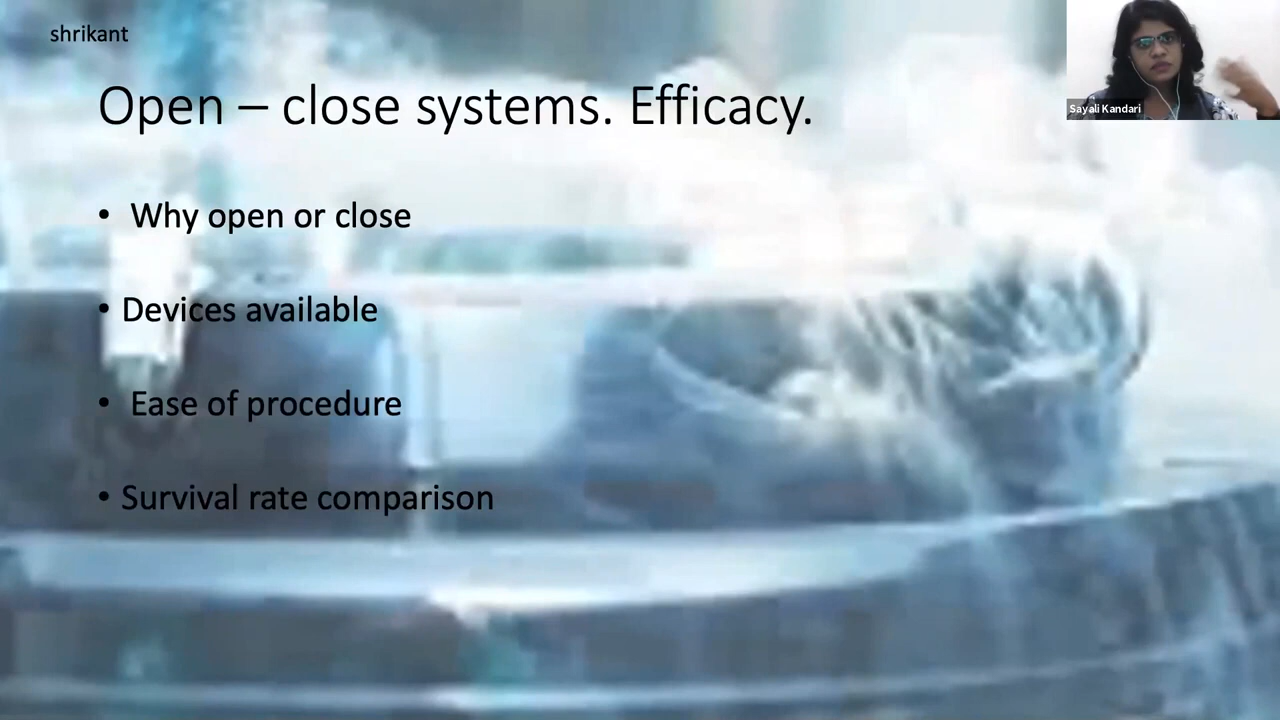 shrikant
Open – close systems. Efficacy.
Sayali Kandari
• Why open or close
• Devices available
• Ease of procedure
• Survival rate comparison